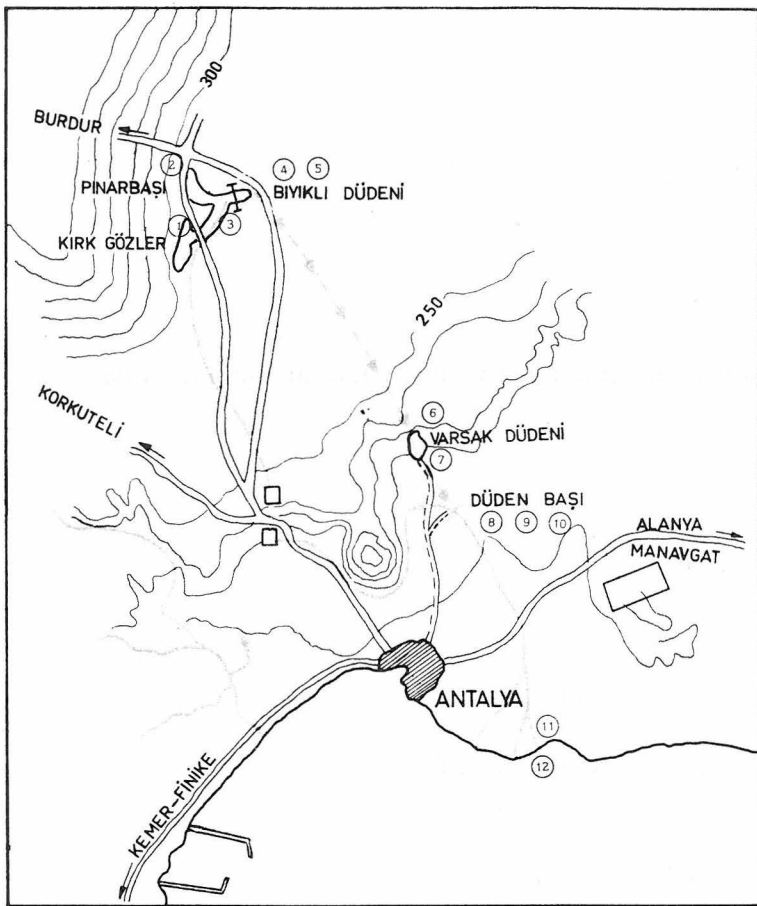 300
BURDUR
2
4 5
PINARBAŞI
BIYIKLI DÜDENİ
1
3
KIRK GÖZLER
250
KORKUTELİ
6
VARSAK DÜDENİ
7
DÜDEN BAŞI
8 9 10
ALANYA
MANAVGAT
ANTALYA
11
12
KEMER-FİNİKE